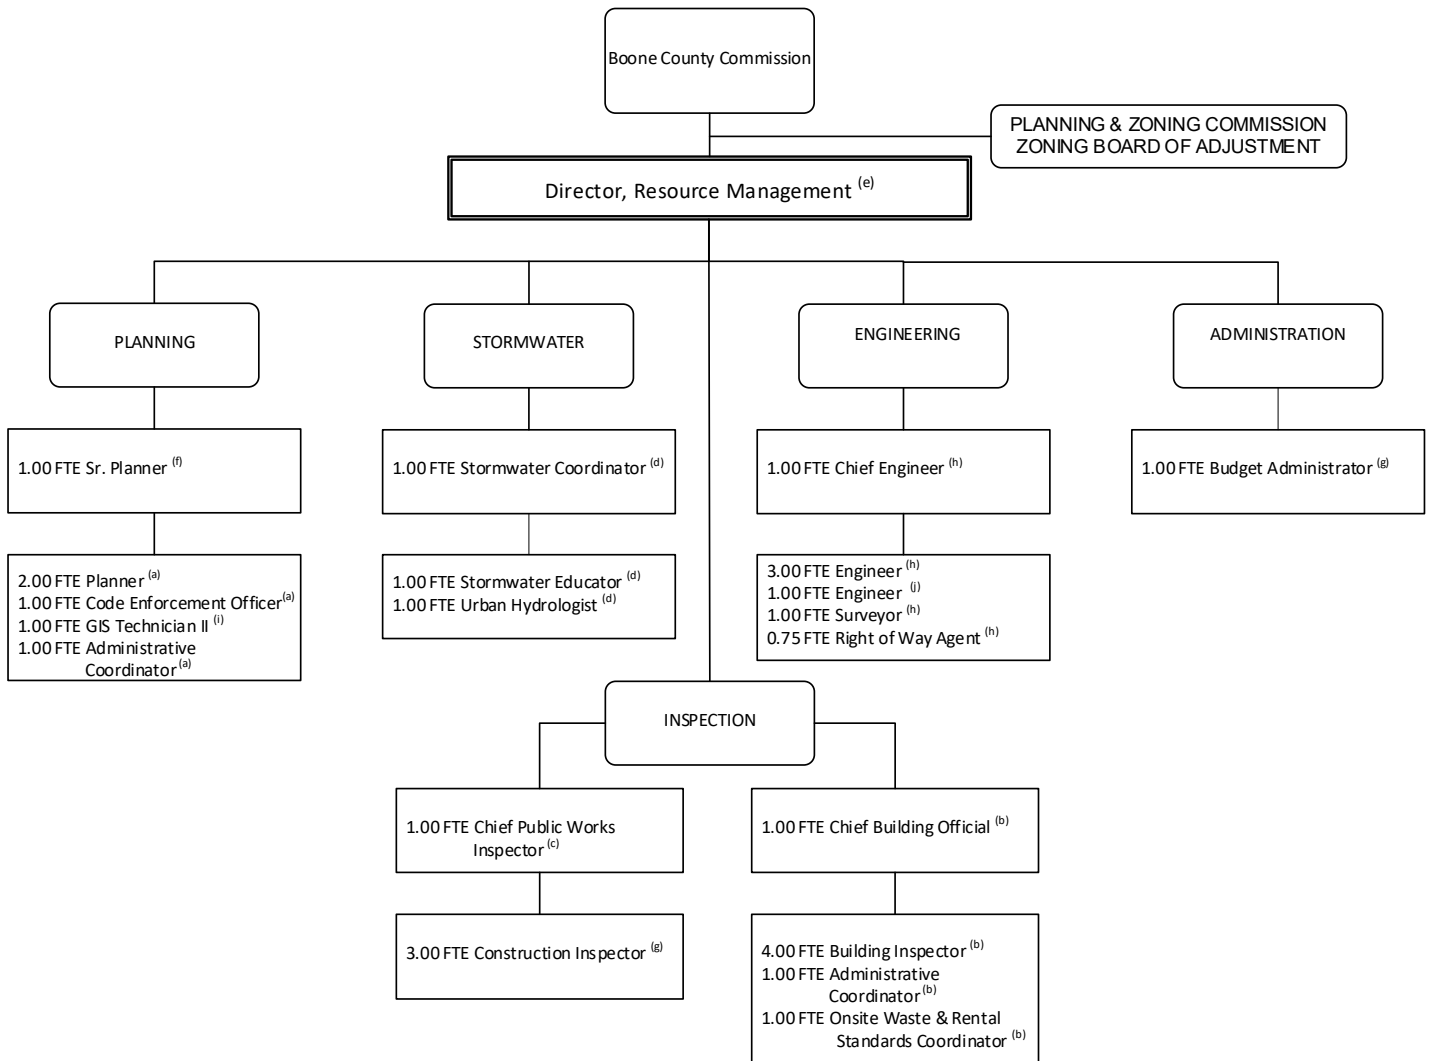 Boone County Commission
PLANNING & ZONING COMMISSION
ZONING BOARD OF ADJUSTMENT
Director, Resource Management (e)
PLANNING
STORMWATER
ENGINEERING
ADMINISTRATION
1.00 FTE Sr. Planner (f)
1.00 FTE Stormwater Coordinator (d)
1.00 FTE Chief Engineer (h)
1.00 FTE Budget Administrator (g)
2.00 FTE Planner (a)
1.00 FTE Code Enforcement Officer(a)
1.00 FTE GIS Technician II (i)
1.00 FTE Administrative
Coordinator (a)
1.00 FTE Stormwater Educator (d)
1.00 FTE Urban Hydrologist (d)
3.00 FTE Engineer (h)
1.00 FTE Engineer (j)
1.00 FTE Surveyor (h)
0.75 FTE Right of Way Agent (h)
INSPECTION
1.00 FTE Chief Public Works
Inspector (c)
1.00 FTE Chief Building Official (b)
3.00 FTE Construction Inspector (g)
4.00 FTE Building Inspector (b)
1.00 FTE Administrative
Coordinator (b)
1.00 FTE Onsite Waste & Rental
Standards Coordinator (b)